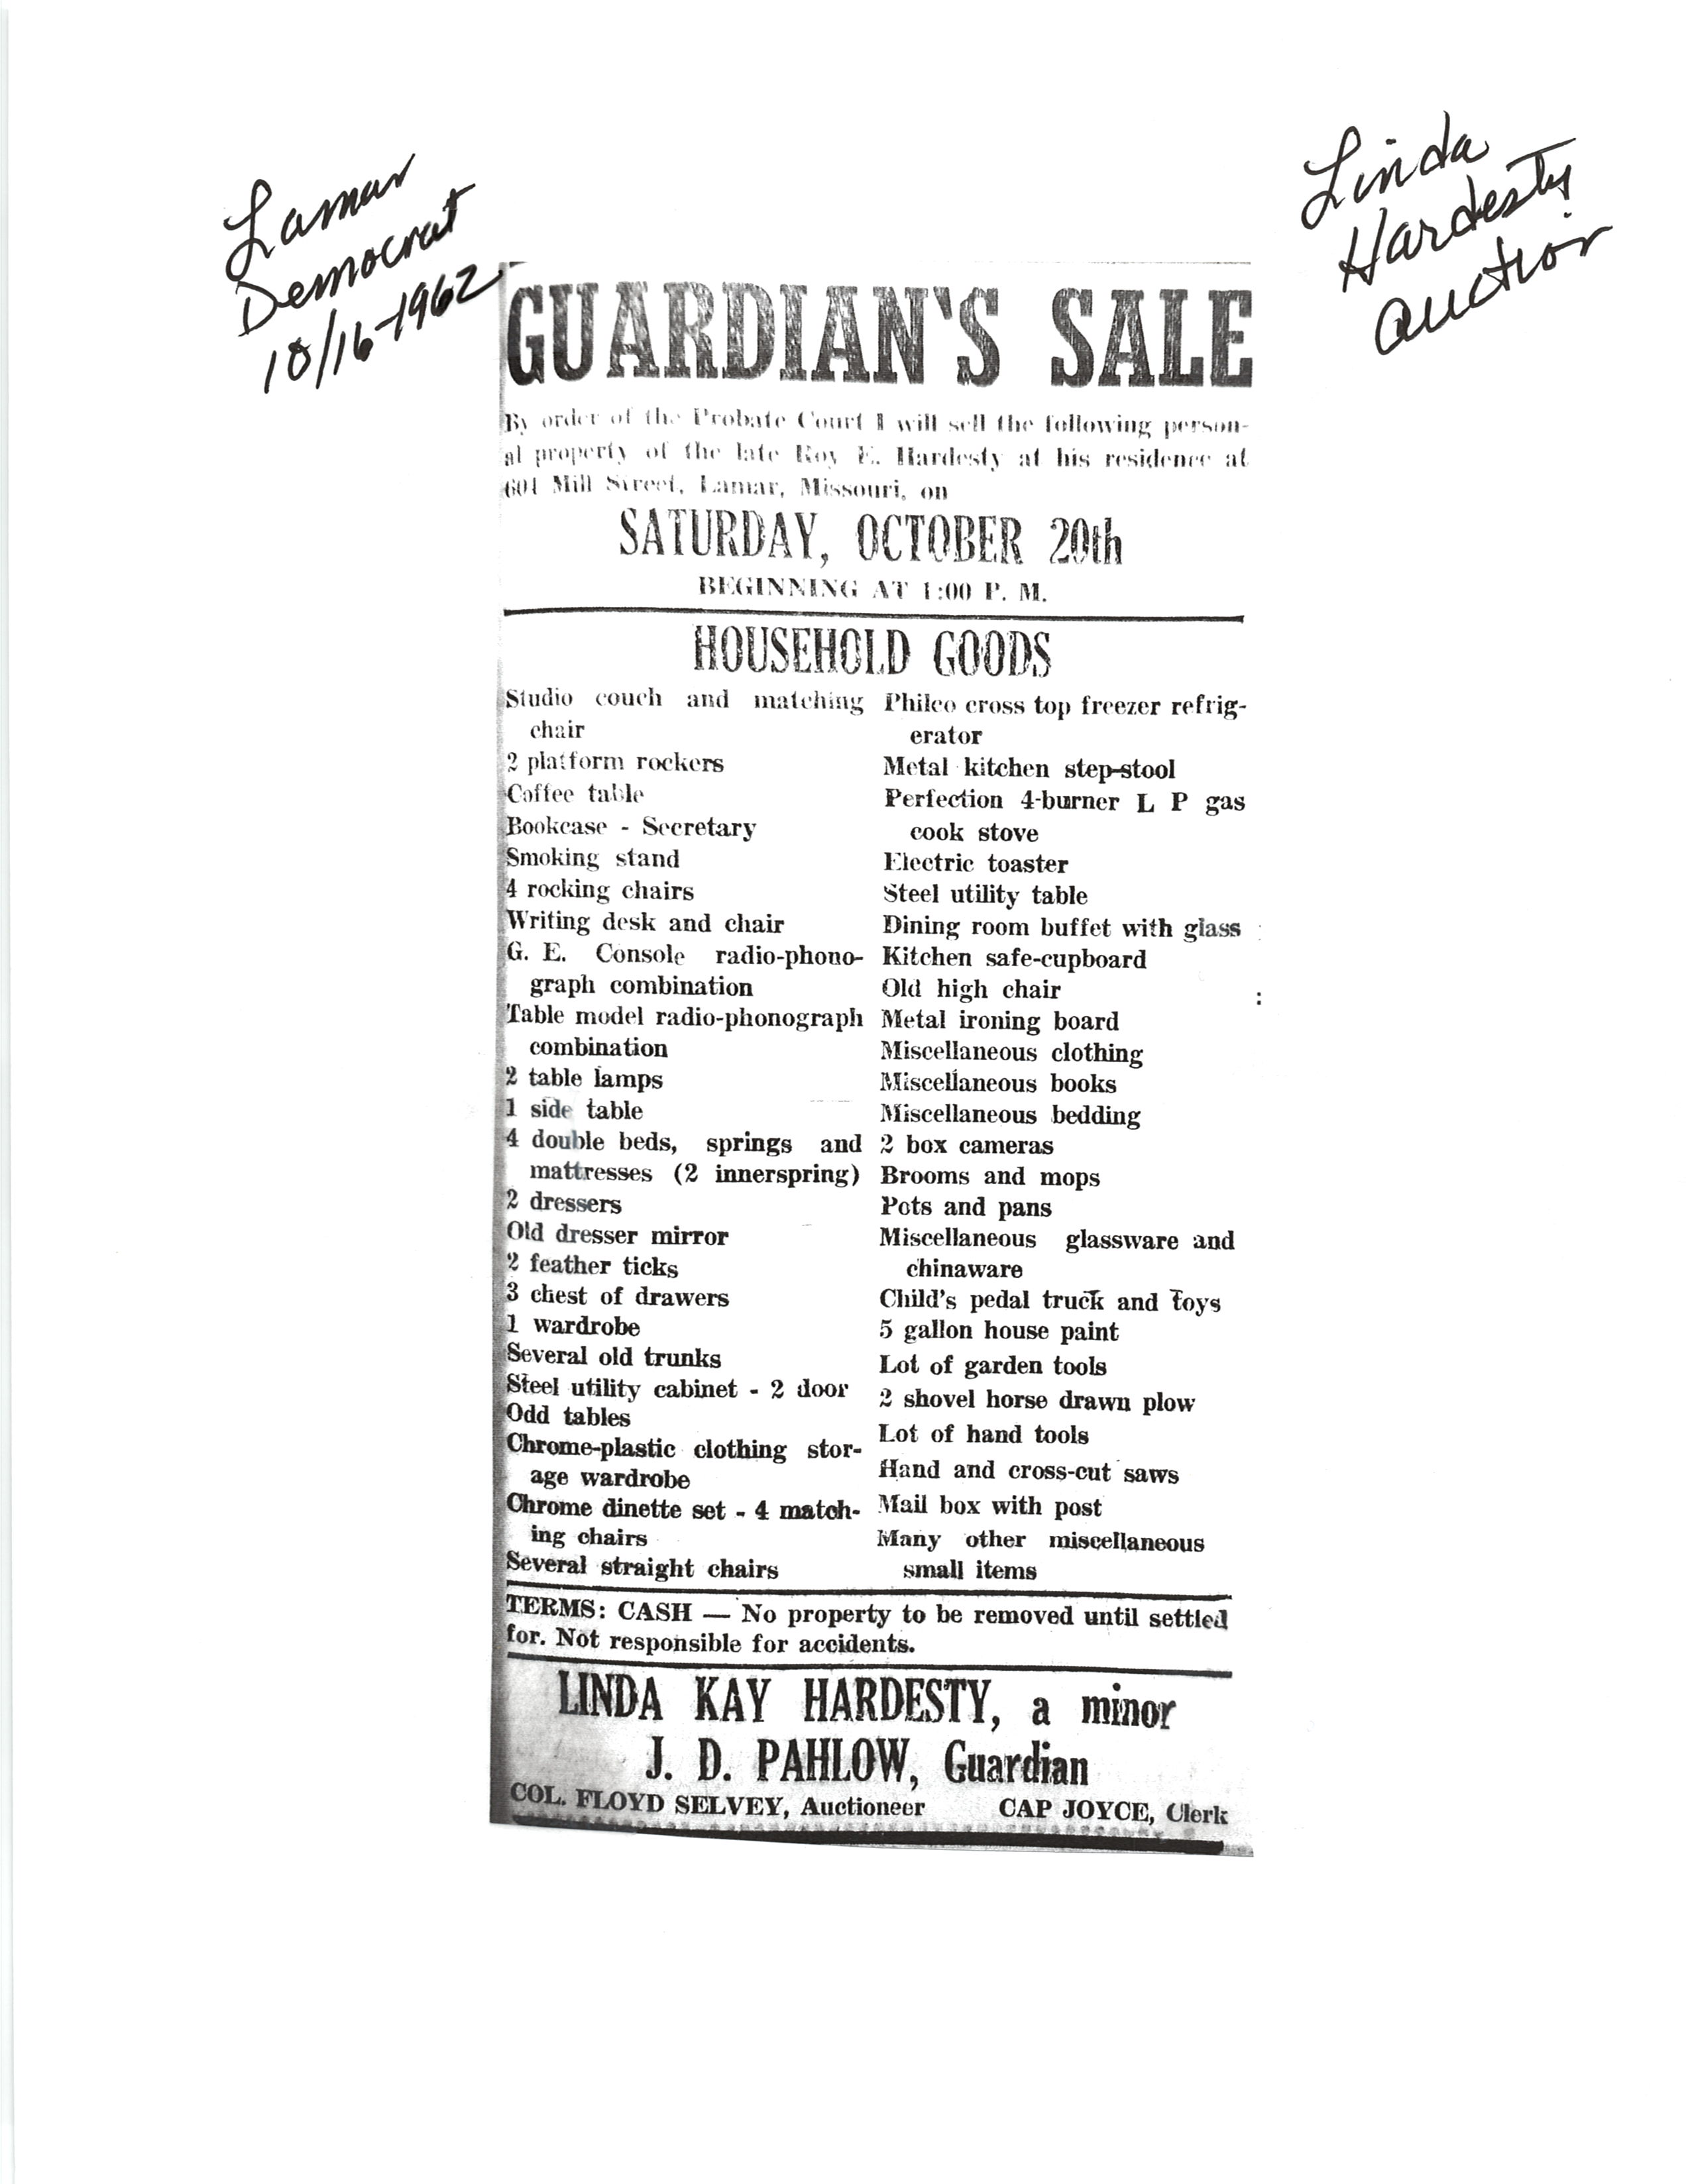 Lamar
Democrat
10/16-1962
Linda
Hardesty
Auction
GUARDIAN'S SALE
By order of the Probate Court I will sell the following person-
al property of the late Roy E. Hardesty at his residence at
601 Mill Street, Lamar, Missouri, on
SATURDAY, OCTOBER 20th
BEGINNING AT 1:00 P. M.
HOUSEHOLD GOODS
Studio couch and matching
chair
2 platform rockers
Coffee table
Bookcase - Secretary
Smoking stand
4 rocking chairs
Writing desk and chair
G. E. Console radio-phono-
graph combination
Table model radio-phonograph
combination
2 table lamps
1 side table
4 double beds, springs and
mattresses (2 innerspring)
2 dressers
Old dresser mirror
2 feather ticks
3 chest of drawers
1 wardrobe
Several old trunks
Steel utility cabinet - 2 door
Odd tables
Chrome-plastic clothing stor-
age wardrobe
Chrome dinette set - 4 match-
ing chairs
Several straight chairs
Philco cross top freezer refrig-
erator
Metal kitchen step-stool
Perfection 4-burner L P gas
cook stove
Electric toaster
Steel utility table
Dining room buffet with glass
Kitchen safe-cupboard
Old high chair
Metal ironing board
Miscellaneous clothing
Miscellaneous books
Miscellaneous bedding
2 box cameras
Brooms and mops
Pots and pans
Miscellaneous glassware and
chinaware
Child's pedal truck and toys
5 gallon house paint
Lot of garden tools
2 shovel horse drawn plow
Lot of hand tools
Hand and cross-cut saws
Mail box with post
Many other miscellaneous
small items
TERMS: CASH — No property to be removed until settled
for. Not responsible for accidents.
LINDA KAY HARDESTY, a minor
J. D. PAHLOW, Guardian
COL. FLOYD SELVEY, Auctioneer CAP JOYCE, Clerk